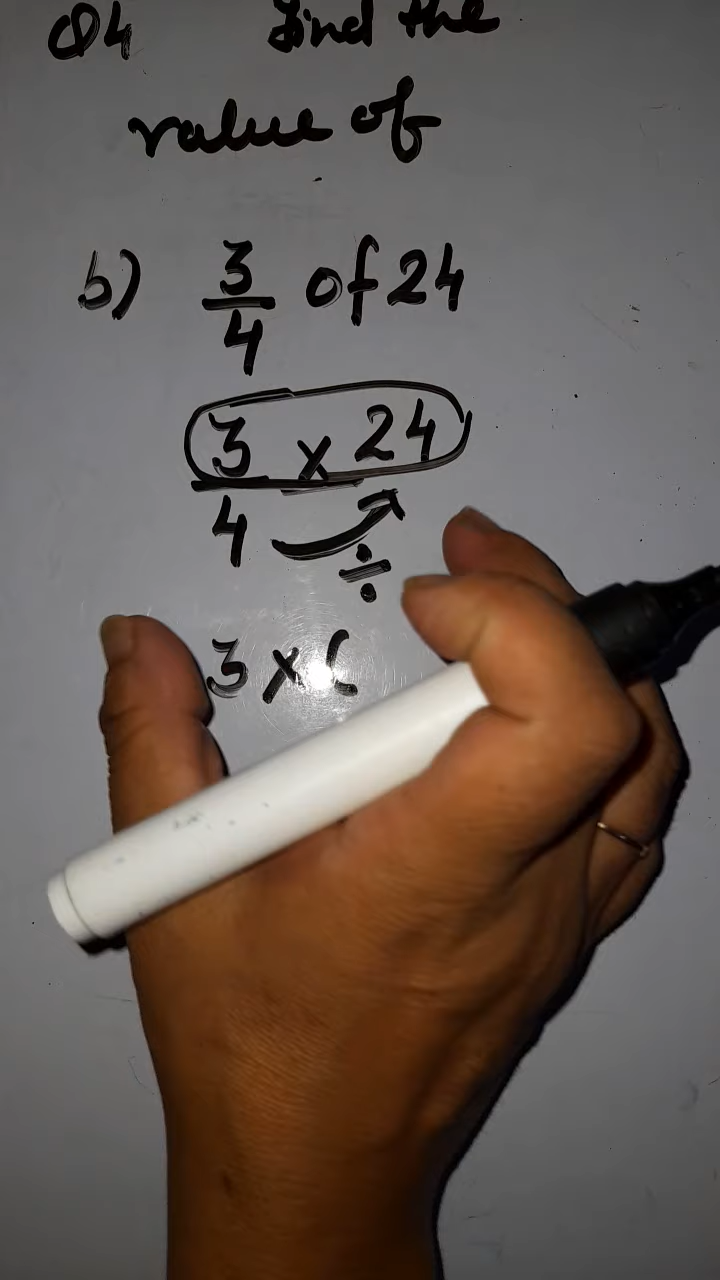 Q4 Find the
value of
b) 3/4 of 24
3 x 24
4 ÷
3 x (